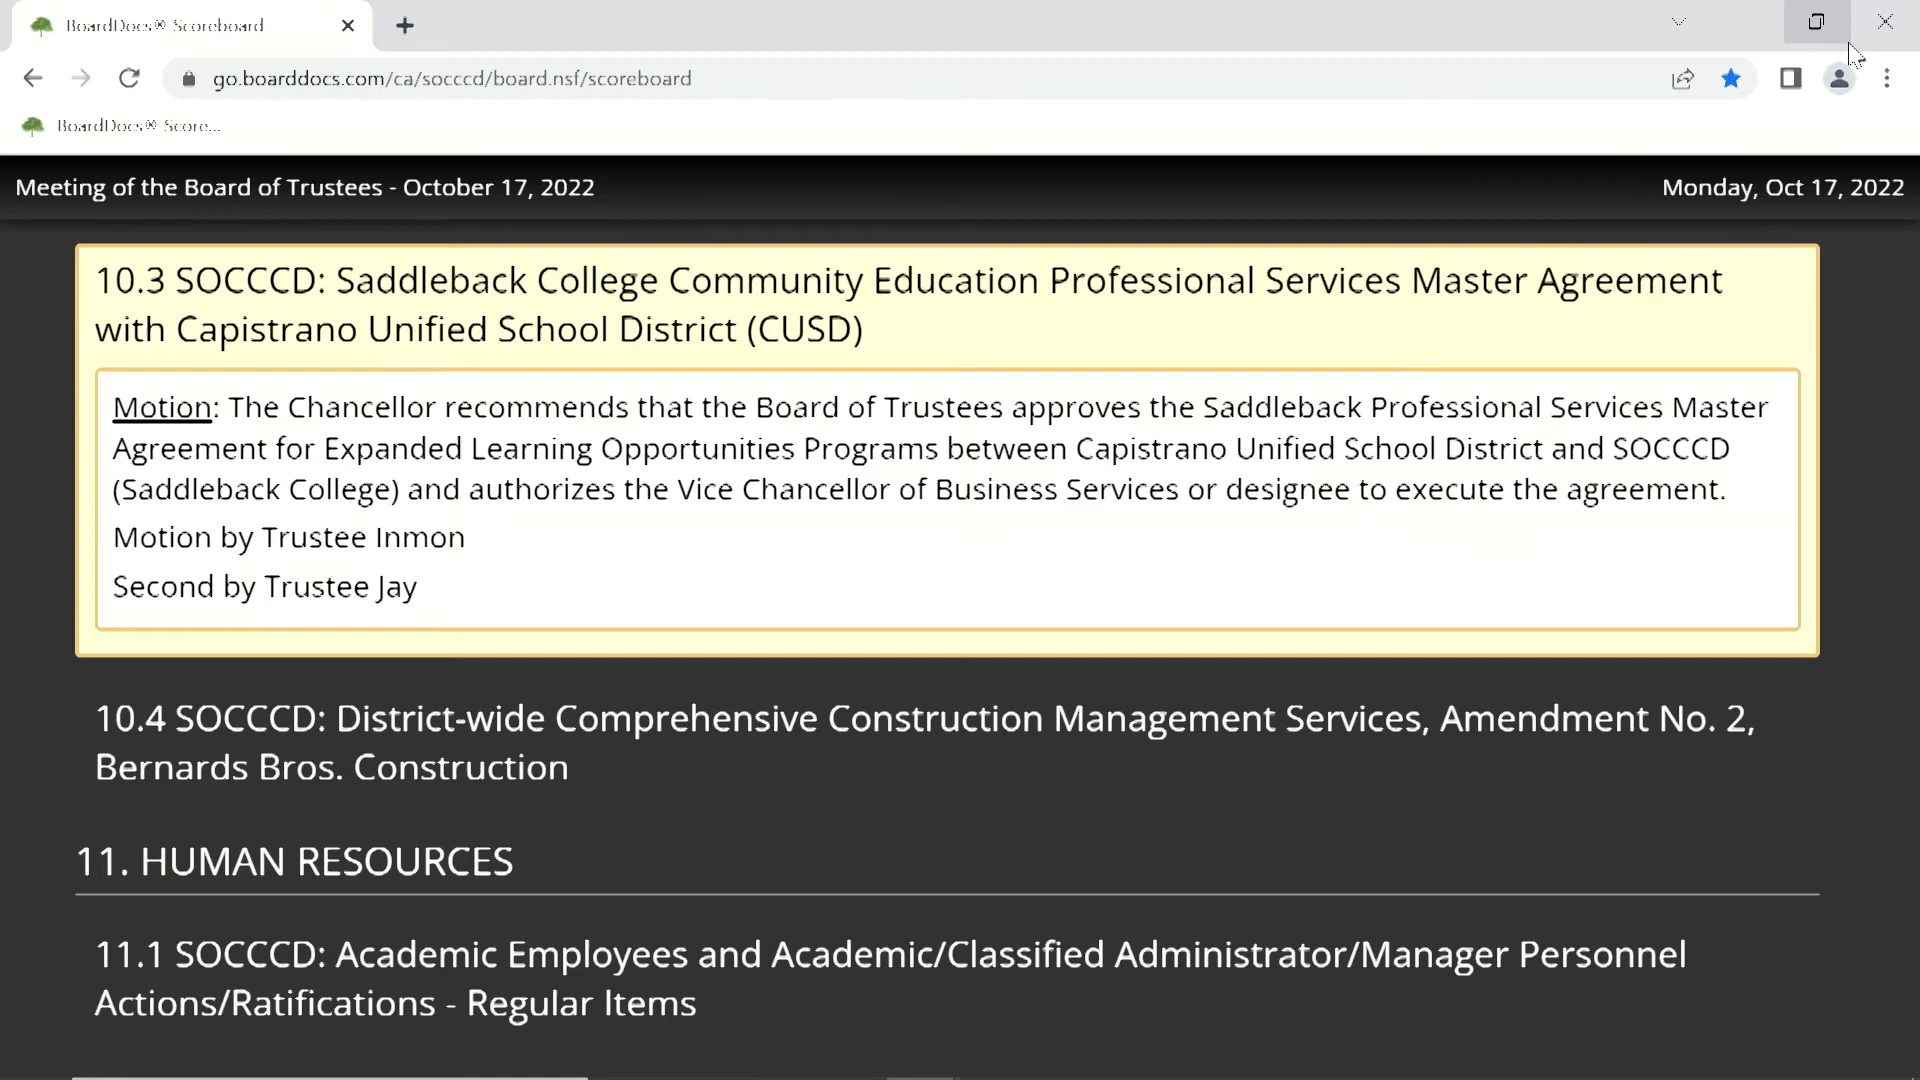 BoardDocs® Scoreboard
go.boarddocs.com/ca/socccd/board.nsf/scoreboard
BoardDocs® Score...
Meeting of the Board of Trustees - October 17, 2022
Monday, Oct 17, 2022
10.3 SOCCCD: Saddleback College Community Education Professional Services Master Agreement
with Capistrano Unified School District (CUSD)
Motion: The Chancellor recommends that the Board of Trustees approves the Saddleback Professional Services Master
Agreement for Expanded Learning Opportunities Programs between Capistrano Unified School District and SOCCCD
(Saddleback College) and authorizes the Vice Chancellor of Business Services or designee to execute the agreement.
Motion by Trustee Inmon
Second by Trustee Jay
10.4 SOCCCD: District-wide Comprehensive Construction Management Services, Amendment No. 2,
Bernards Bros. Construction
11. HUMAN RESOURCES
11.1 SOCCCD: Academic Employees and Academic/Classified Administrator/Manager Personnel
Actions/Ratifications - Regular Items